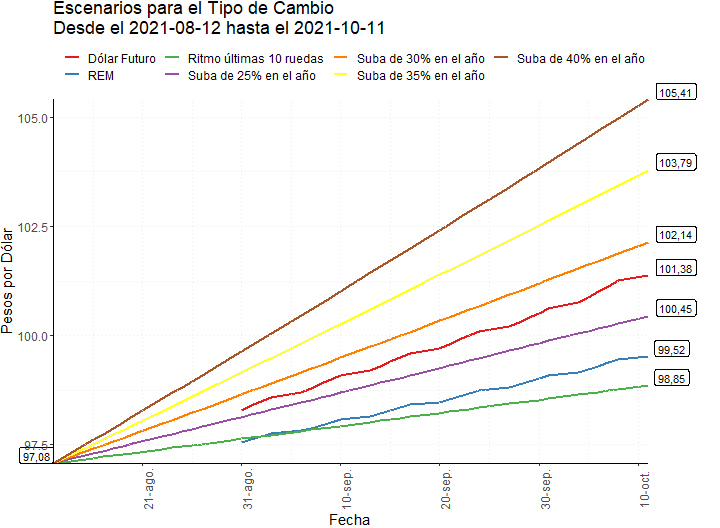 Escenarios para el Tipo de Cambio
Desde el 2021-08-12 hasta el 2021-10-11
Dólar Futuro
Ritmo últimas 10 ruedas
Suba de 30% en el año
Suba de 40% en el año
REM
Suba de 25% en el año
Suba de 35% en el año
105,41
105.0
103,79
102,14
102.5
101,38
Pesos por Dólar
100,45
100.0
99,52
98,85
97.5
97,08
21-ago.
31-ago.
10-sep.
20-sep.
30-sep.
10-oct.
Fecha